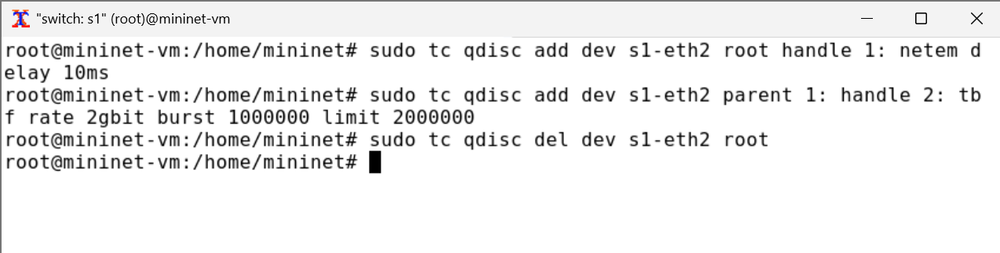 "switch: s1" (root)@mininet-vm
root@mininet-vm:/home/mininet# sudo tc qdisc add dev s1-eth2 root handle 1: netem d
elay 10ms
root@mininet-vm:/home/mininet# sudo tc qdisc add dev s1-eth2 parent 1: handle 2: tb
f rate 2gbit burst 1000000 limit 2000000
root@mininet-vm:/home/mininet# sudo tc qdisc del dev s1-eth2 root
root@mininet-vm:/home/mininet#